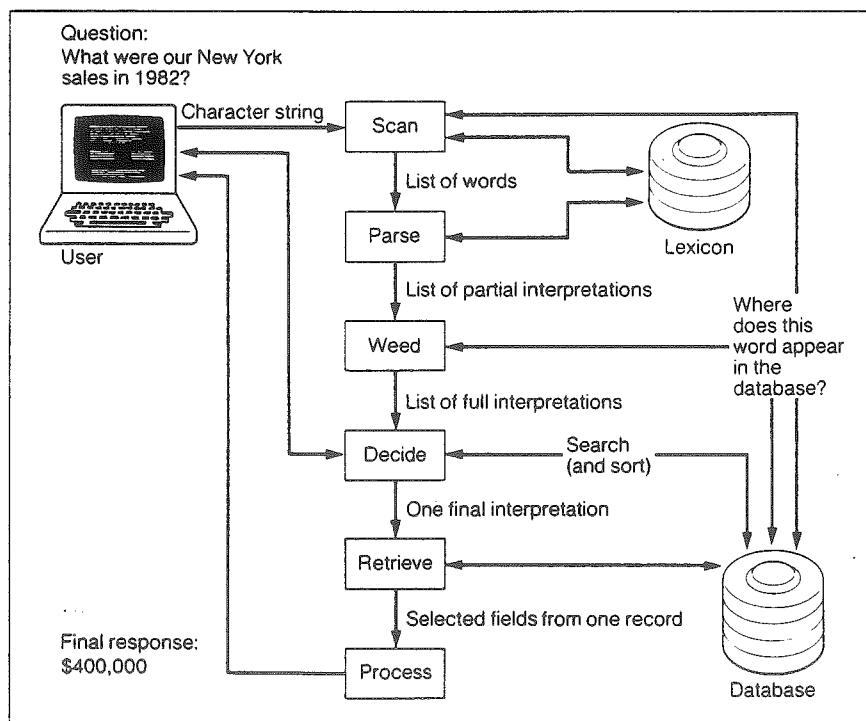 Question:
What were our New York
sales in 1982?
Character string
Scan
List of words
Parse
Lexicon
User
List of partial interpretations
Where
does this
word appear
in the
database?
Weed
List of full interpretations
Decide
Search
(and sort)
One final interpretation
Retrieve
Selected fields from one record
Final response:
$400,000
Process
Database